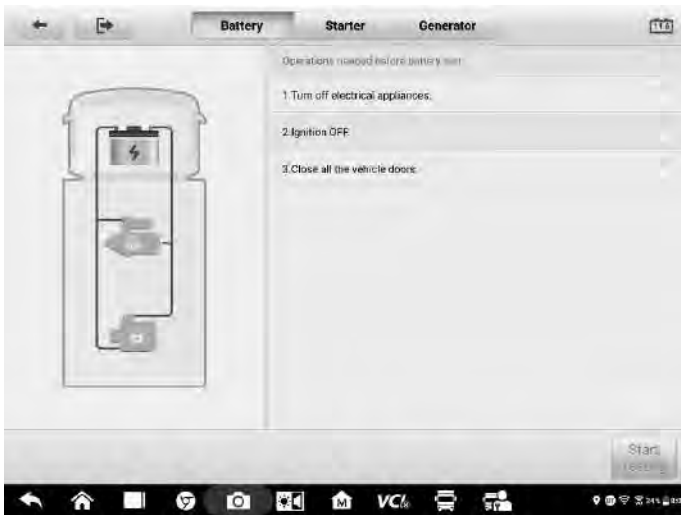 Battery Starter Generator
Operations needed before battery test
1.Turn off electrical appliances.
2.Ignition OFF.
3.Close all the vehicle doors.
Start
M VCI
24%